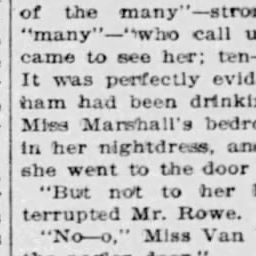 of the many"—stron
"many"—"who call u
came to see her; ten-
It was perfectly evid
ham had been drinki
Miss Marshall's bedr
in her nightdress, an
she went to the door
"But not to her
terrupted Mr. Rowe.
"No—o," Miss Van